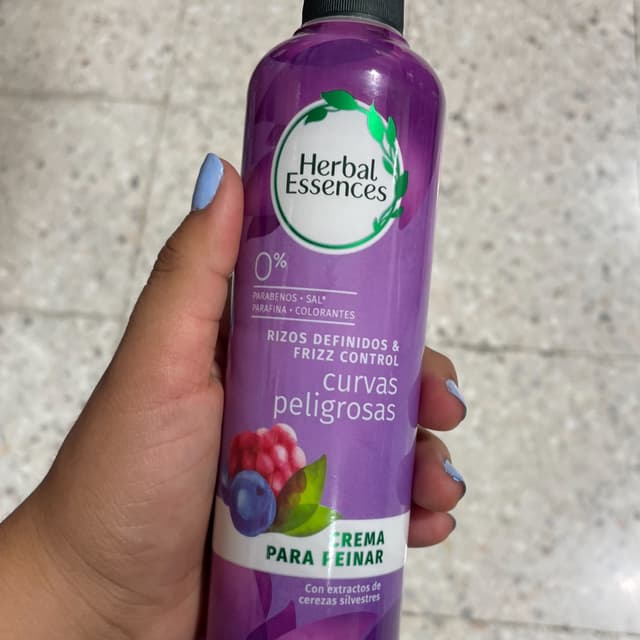 Herbal
Essences
0%
PARABENOS • SAL*
PARAFINA • COLORANTES
RIZOS DEFINIDOS &
FRIZZ CONTROL
curvas
peligrosas
CREMA
PARA PEINAR
Con extractos de
cerezas silvestres